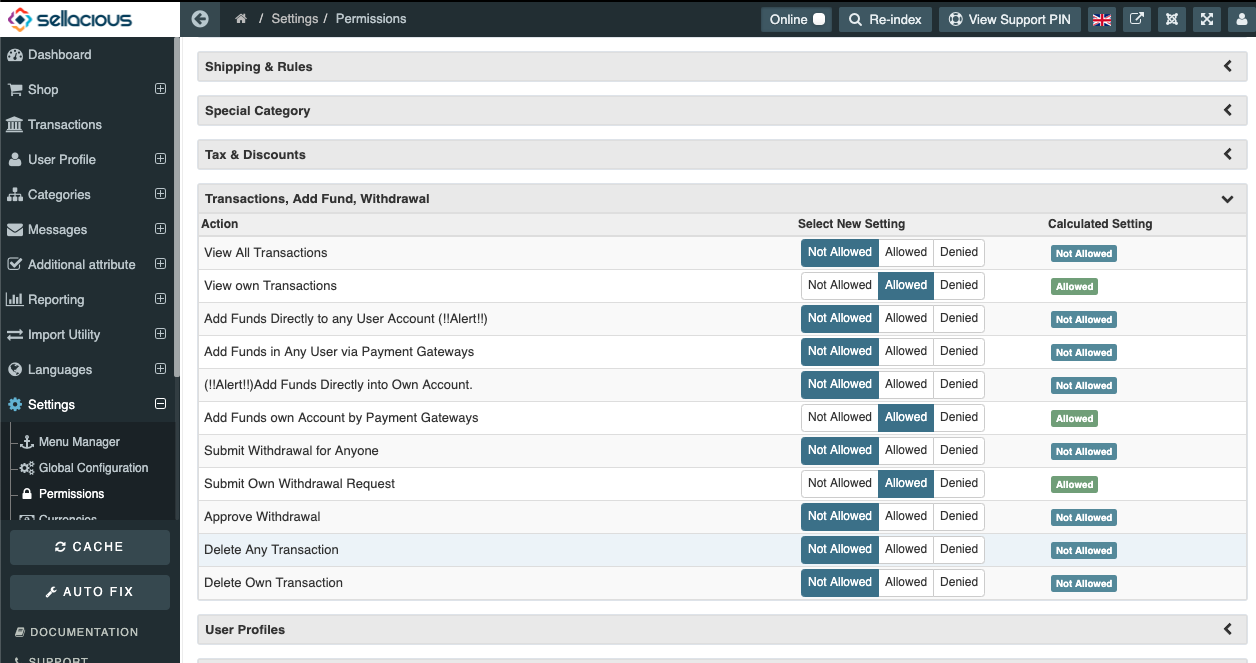 sellacious
/ Settings / Permissions
Online
Re-index
View Support PIN
Dashboard
Shop
Transactions
User Profile
Categories
Messages
Additional attribute
Reporting
Import Utility
Languages
Settings
Menu Manager
Global Configuration
Permissions
Currencies
CACHE
AUTO FIX
DOCUMENTATION
SUPPORT
Shipping & Rules
Special Category
Tax & Discounts
Transactions, Add Fund, Withdrawal
Action Select New Setting Calculated Setting
View All Transactions Not Allowed Allowed Denied Not Allowed
View own Transactions Not Allowed Allowed Denied Allowed
Add Funds Directly to any User Account (!!Alert!!) Not Allowed Allowed Denied Not Allowed
Add Funds in Any User via Payment Gateways Not Allowed Allowed Denied Not Allowed
(!!Alert!!)Add Funds Directly into Own Account. Not Allowed Allowed Denied Not Allowed
Add Funds own Account by Payment Gateways Not Allowed Allowed Denied Allowed
Submit Withdrawal for Anyone Not Allowed Allowed Denied Not Allowed
Submit Own Withdrawal Request Not Allowed Allowed Denied Allowed
Approve Withdrawal Not Allowed Allowed Denied Not Allowed
Delete Any Transaction Not Allowed Allowed Denied Not Allowed
Delete Own Transaction Not Allowed Allowed Denied Not Allowed
User Profiles